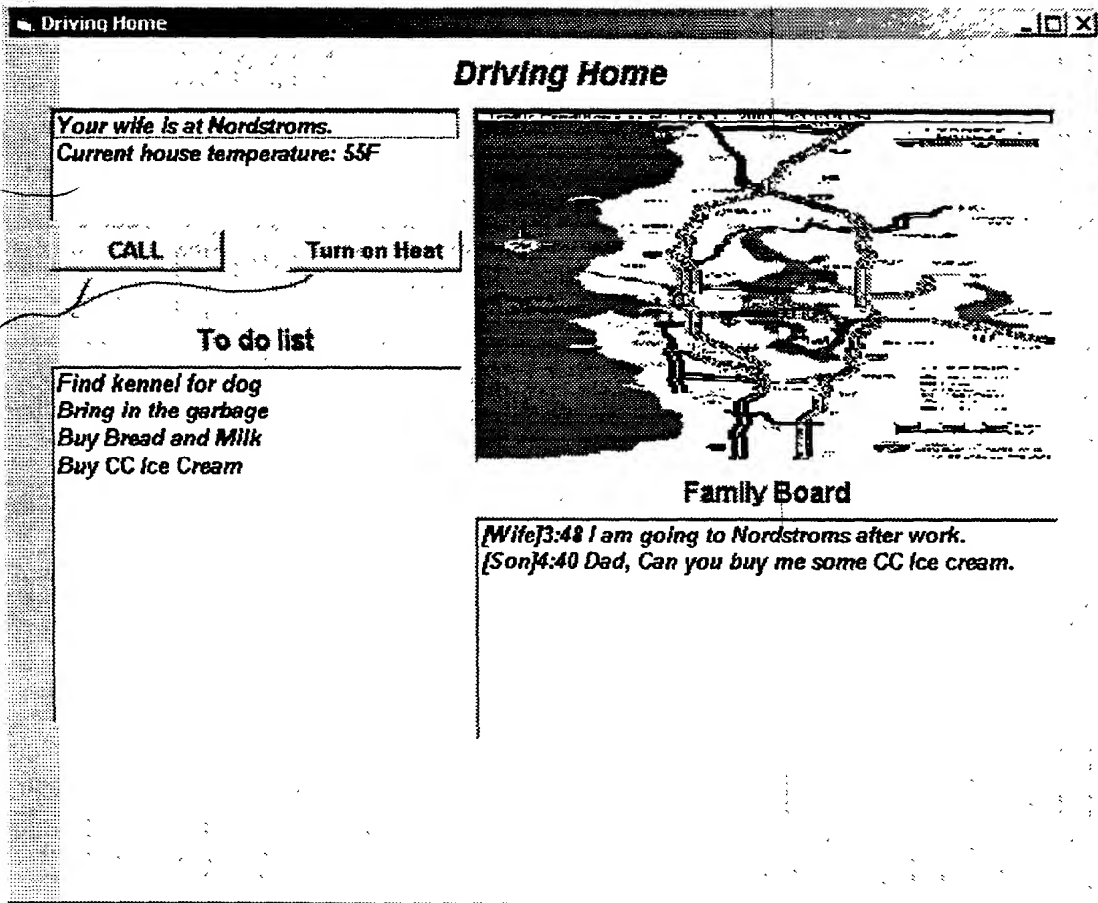 Driving Home
Driving Home
Your wife is at Nordstroms.
Current house temperature: 55F
CALL
Turn on Heat
To do list
Find kennel for dog
Bring in the garbage
Buy Bread and Milk
Buy CC Ice Cream
Family Board
[Wife]3:48 I am going to Nordstroms after work.
[Son]4:40 Dad, Can you buy me some CC Ice cream.